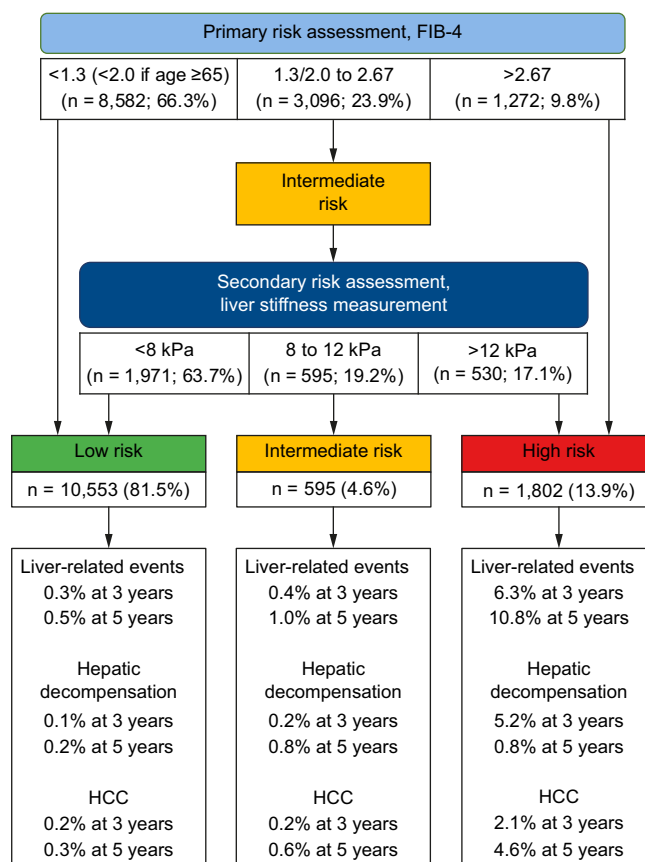 Primary risk assessment, FIB-4
<1.3 (<2.0 if age ≥65)
(n = 8,582; 66.3%)
1.3/2.0 to 2.67
(n = 3,096; 23.9%)
>2.67
(n = 1,272; 9.8%)
Intermediate
risk
Secondary risk assessment,
liver stiffness measurement
<8 kPa
(n = 1,971; 63.7%)
8 to 12 kPa
(n = 595; 19.2%)
>12 kPa
(n = 530; 17.1%)
Low risk
n = 10,553 (81.5%)
Intermediate risk
n = 595 (4.6%)
High risk
n = 1,802 (13.9%)
Liver-related events
0.3% at 3 years
0.5% at 5 years
Hepatic
decompensation
0.1% at 3 years
0.2% at 5 years
HCC
0.2% at 3 years
0.3% at 5 years
Liver-related events
0.4% at 3 years
1.0% at 5 years
Hepatic
decompensation
0.2% at 3 years
0.8% at 5 years
HCC
0.2% at 3 years
0.6% at 5 years
Liver-related events
6.3% at 3 years
10.8% at 5 years
Hepatic
decompensation
5.2% at 3 years
0.8% at 5 years
HCC
2.1% at 3 years
4.6% at 5 years